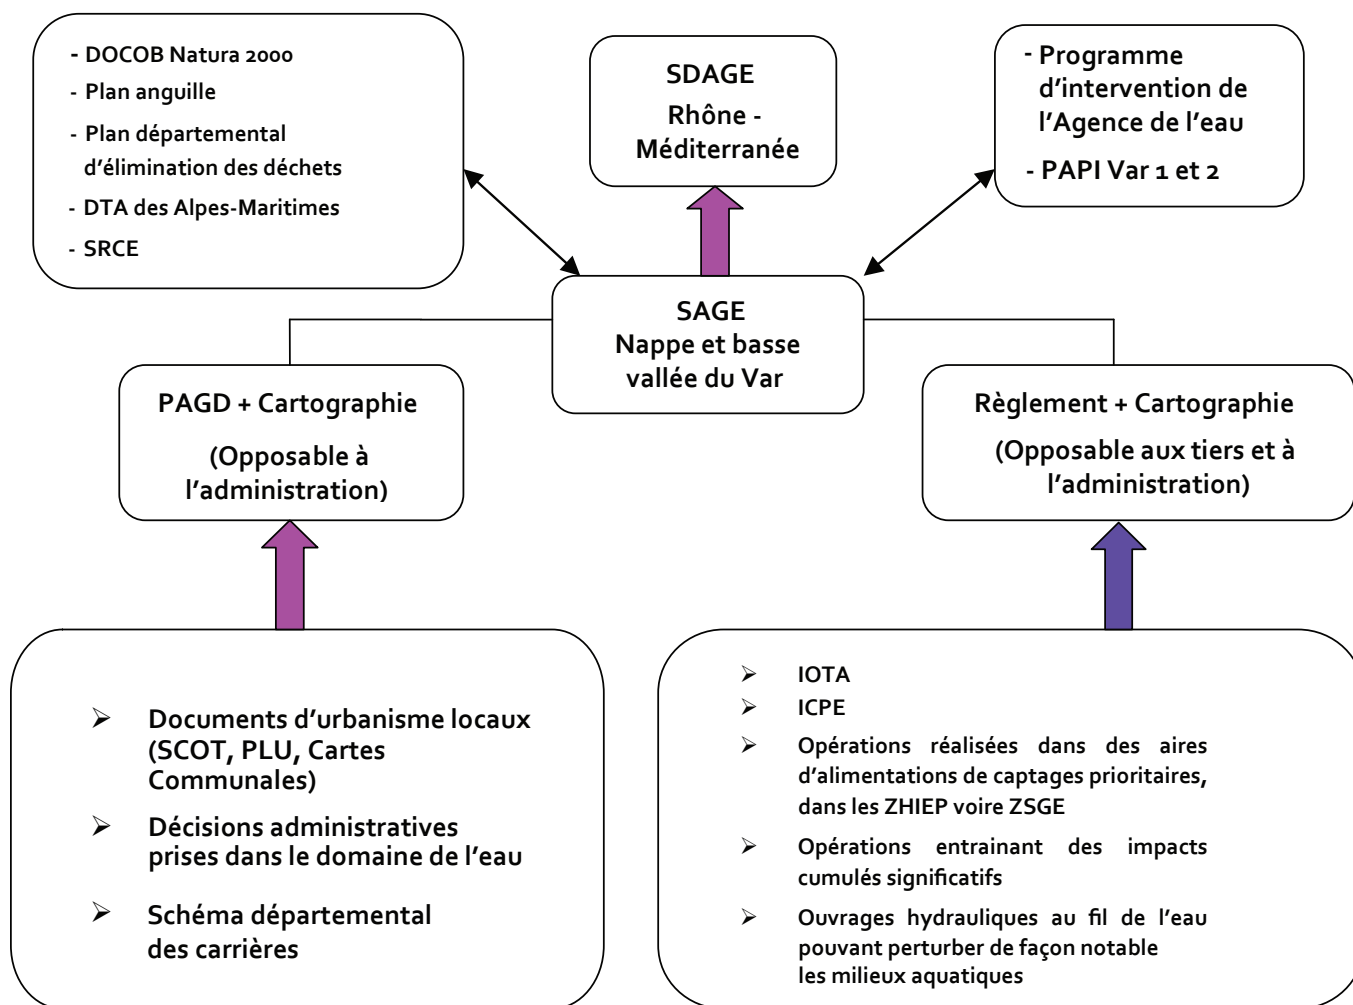 - DOCOB Natura 2000
- Plan anguille
- Plan départemental
d'élimination des déchets
- DTA des Alpes-Maritimes
- SRCE
SDAGE
Rhône -
Méditerranée
- Programme
d'intervention de
l'Agence de l'eau
- PAPI Var 1 et 2
SAGE
Nappe et basse
vallée du Var
PAGD + Cartographie
(Opposable à
l'administration)
Règlement + Cartographie
(Opposable aux tiers et à
l'administration)
➢ Documents d'urbanisme locaux
(SCOT, PLU, Cartes
Communales)
➢ Décisions administratives
prises dans le domaine de l'eau
➢ Schéma départemental
des carrières
➢ IOTA
➢ ICPE
➢ Opérations réalisées dans des aires
d'alimentations de captages prioritaires,
dans les ZHIEP voire ZSGE
➢ Opérations entrainant des impacts
cumulés significatifs
➢ Ouvrages hydrauliques au fil de l'eau
pouvant perturber de façon notable
les milieux aquatiques